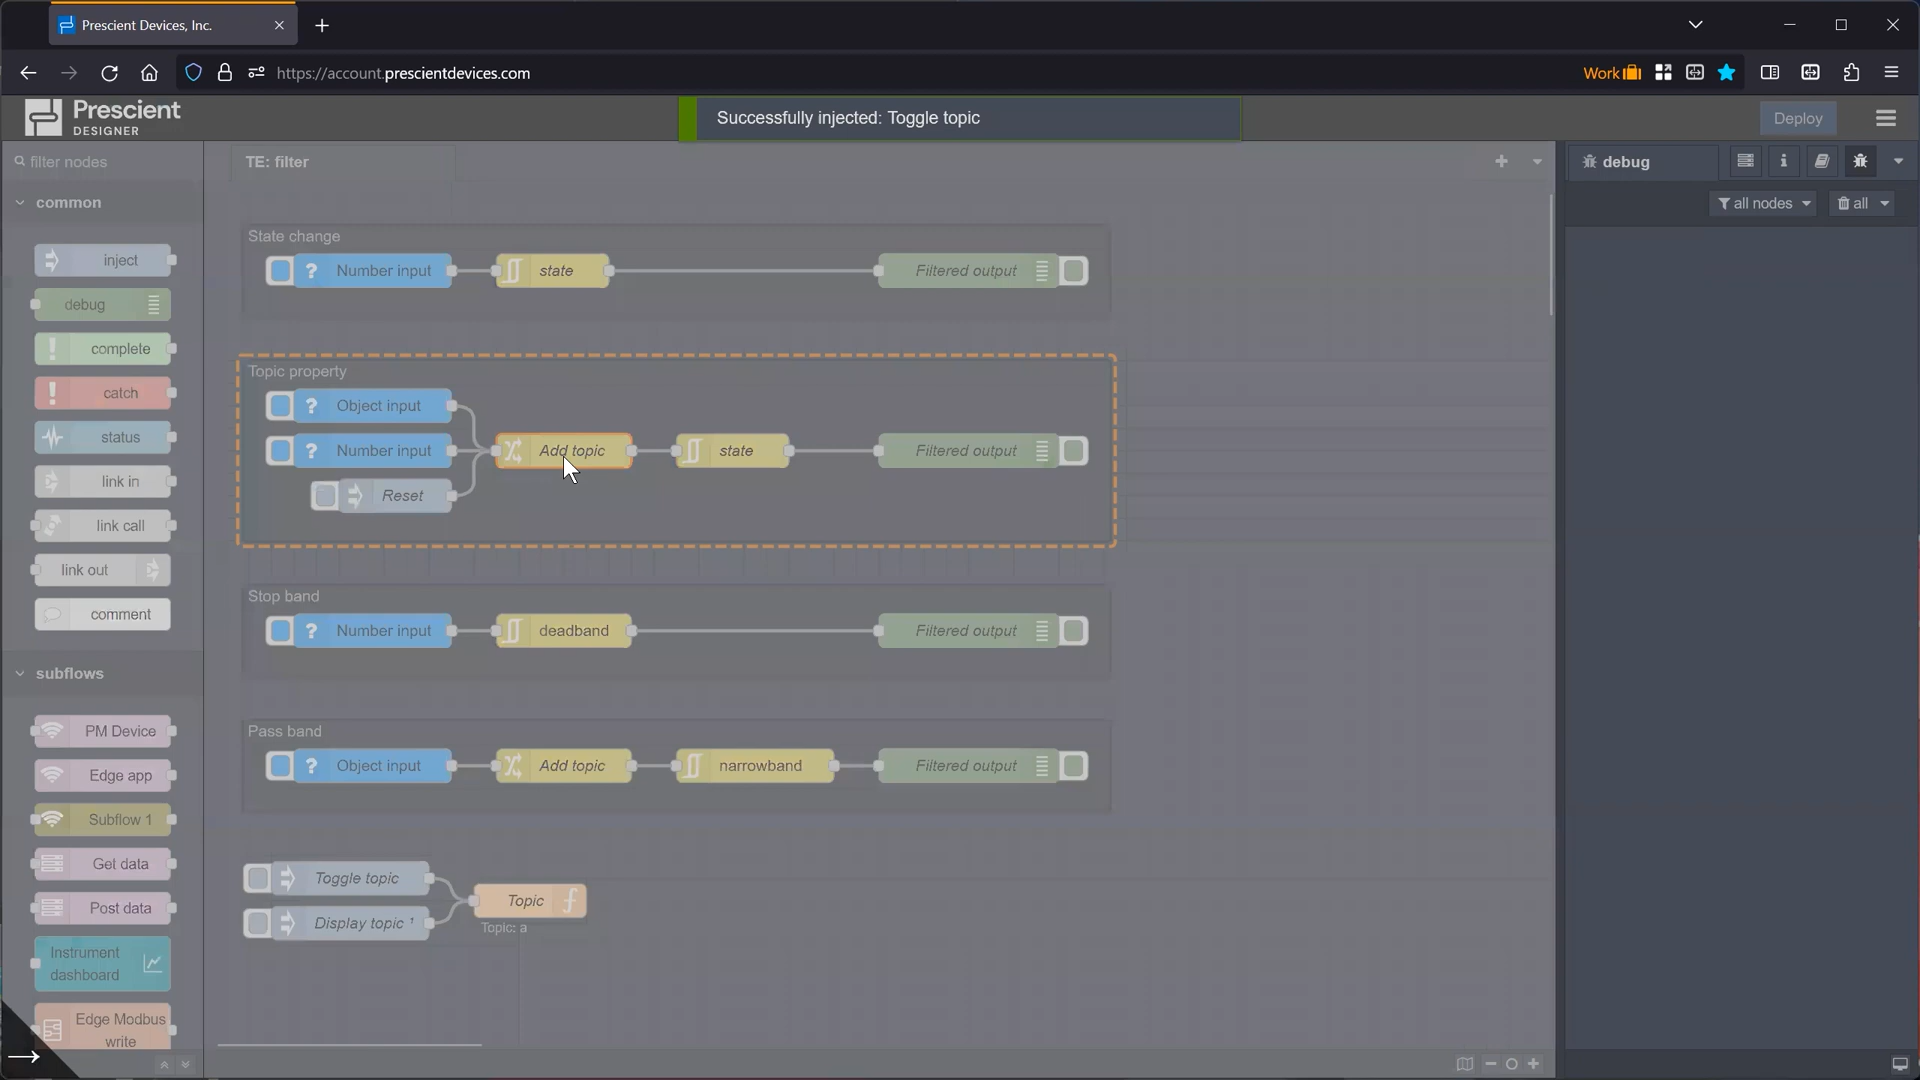 Prescient Devices, Inc.
https://account.prescientdevices.com
Work
Prescient
DESIGNER
Successfully injected: Toggle topic
Deploy
filter nodes
TE: filter
debug
common
all nodes
all
inject
debug
complete
catch
status
link in
link call
link out
comment
subflows
PM Device
Edge app
Subflow 1
Get data
Post data
Instrument
dashboard
Edge Modbus
write
State change
? Number input
state
Filtered output
Topic property
? Object input
? Number input
Add topic
state
Filtered output
Reset
Stop band
? Number input
deadband
Filtered output
Pass band
? Object input
Add topic
narrowband
Filtered output
Toggle topic
Topic
Display topic ¹
Topic: a